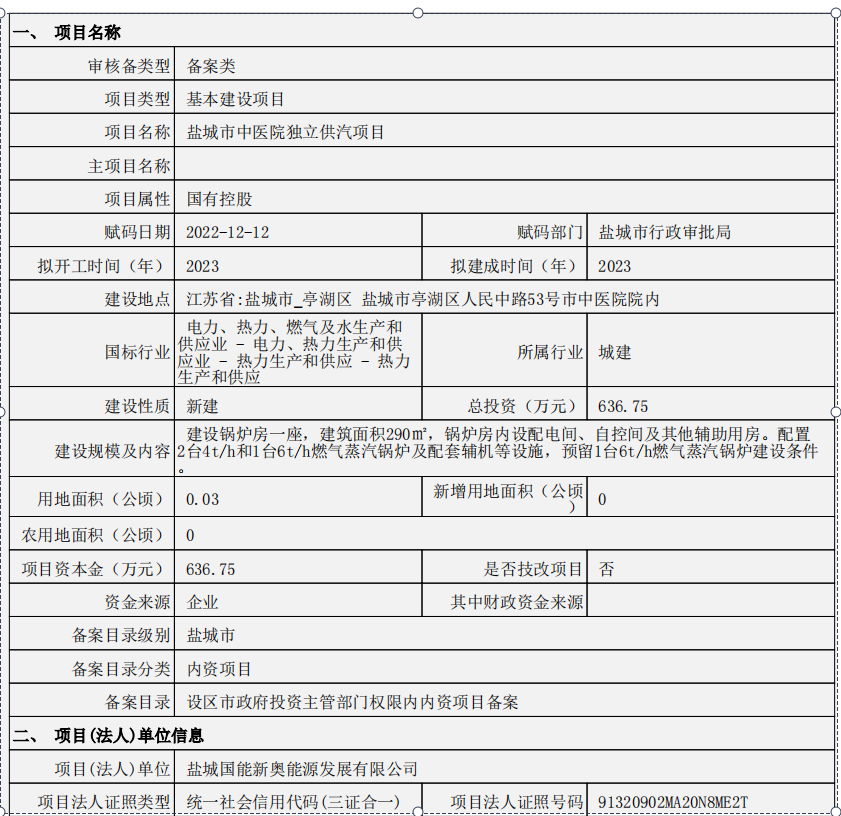 一、 项目名称
审核备类型 备案类
项目类型 基本建设项目
项目名称 盐城市中医院独立供汽项目
主项目名称
项目属性 国有控股
赋码日期 2022-12-12 赋码部门 盐城市行政审批局
拟开工时间（年） 2023 拟建成时间（年） 2023
建设地点 江苏省:盐城市_亭湖区 盐城市亭湖区人民中路53号市中医院院内
国标行业
电力、热力、燃气及水生产和
供应业 - 电力、热力生产和供
应业 - 热力生产和供应 - 热力
生产和供应
所属行业 城建
建设性质 新建 总投资（万元） 636.75
建设规模及内容
建设锅炉房一座，建筑面积290㎡，锅炉房内设配电间、自控间及其他辅助用房。配置
2台4t/h和1台6t/h燃气蒸汽锅炉及配套辅机等设施，预留1台6t/h燃气蒸汽锅炉建设条件
。
用地面积（公顷） 0.03
新增用地面积（公顷
） 0
农用地面积（公顷） 0
项目资本金（万元） 636.75 是否技改项目 否
资金来源 企业 其中财政资金来源
备案目录级别 盐城市
备案目录分类 内资项目
备案目录 设区市政府投资主管部门权限内内资项目备案
二、 项目(法人)单位信息
项目(法人)单位 盐城国能新奥能源发展有限公司
项目法人证照类型 统一社会信用代码(三证合一) 项目法人证照号码 91320902MA20N8ME2T